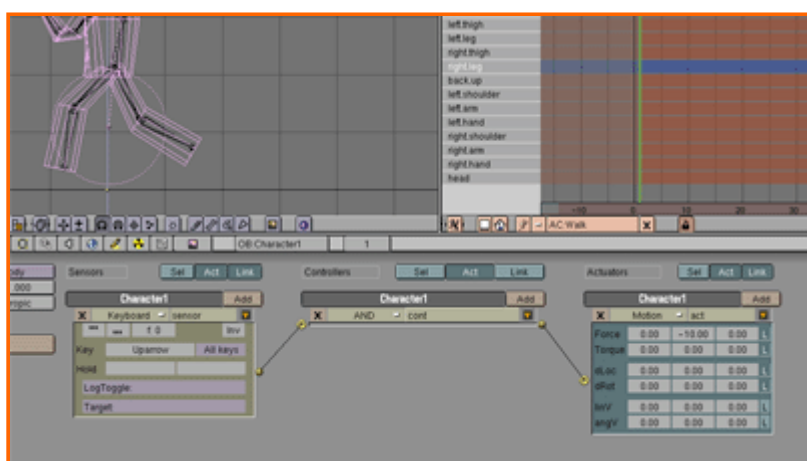 left.thigh
left.leg
right.thigh
right.leg
back.up
left.shoulder
left.arm
left.hand
right.shoulder
right.arm
right.hand
head
-10 0 10 20 30
AC:Walk X
OB:Character1 1
.000
Sensors Sel Act Link Controllers Sel Act Link Actuators Sel Act Link
Character1 Add Character1 Add Character1 Add
X Keyboard sensor X AND cont X Motion act
f: 0 Inv
Key Uparrow All keys
Hold
LogToggle:
Target:
Force 0.00 -10.00 0.00 L
Torque 0.00 0.00 0.00 L
dLoc 0.00 0.00 0.00 L
dRot 0.00 0.00 0.00 L
linV 0.00 0.00 0.00 L
angV 0.00 0.00 0.00 L